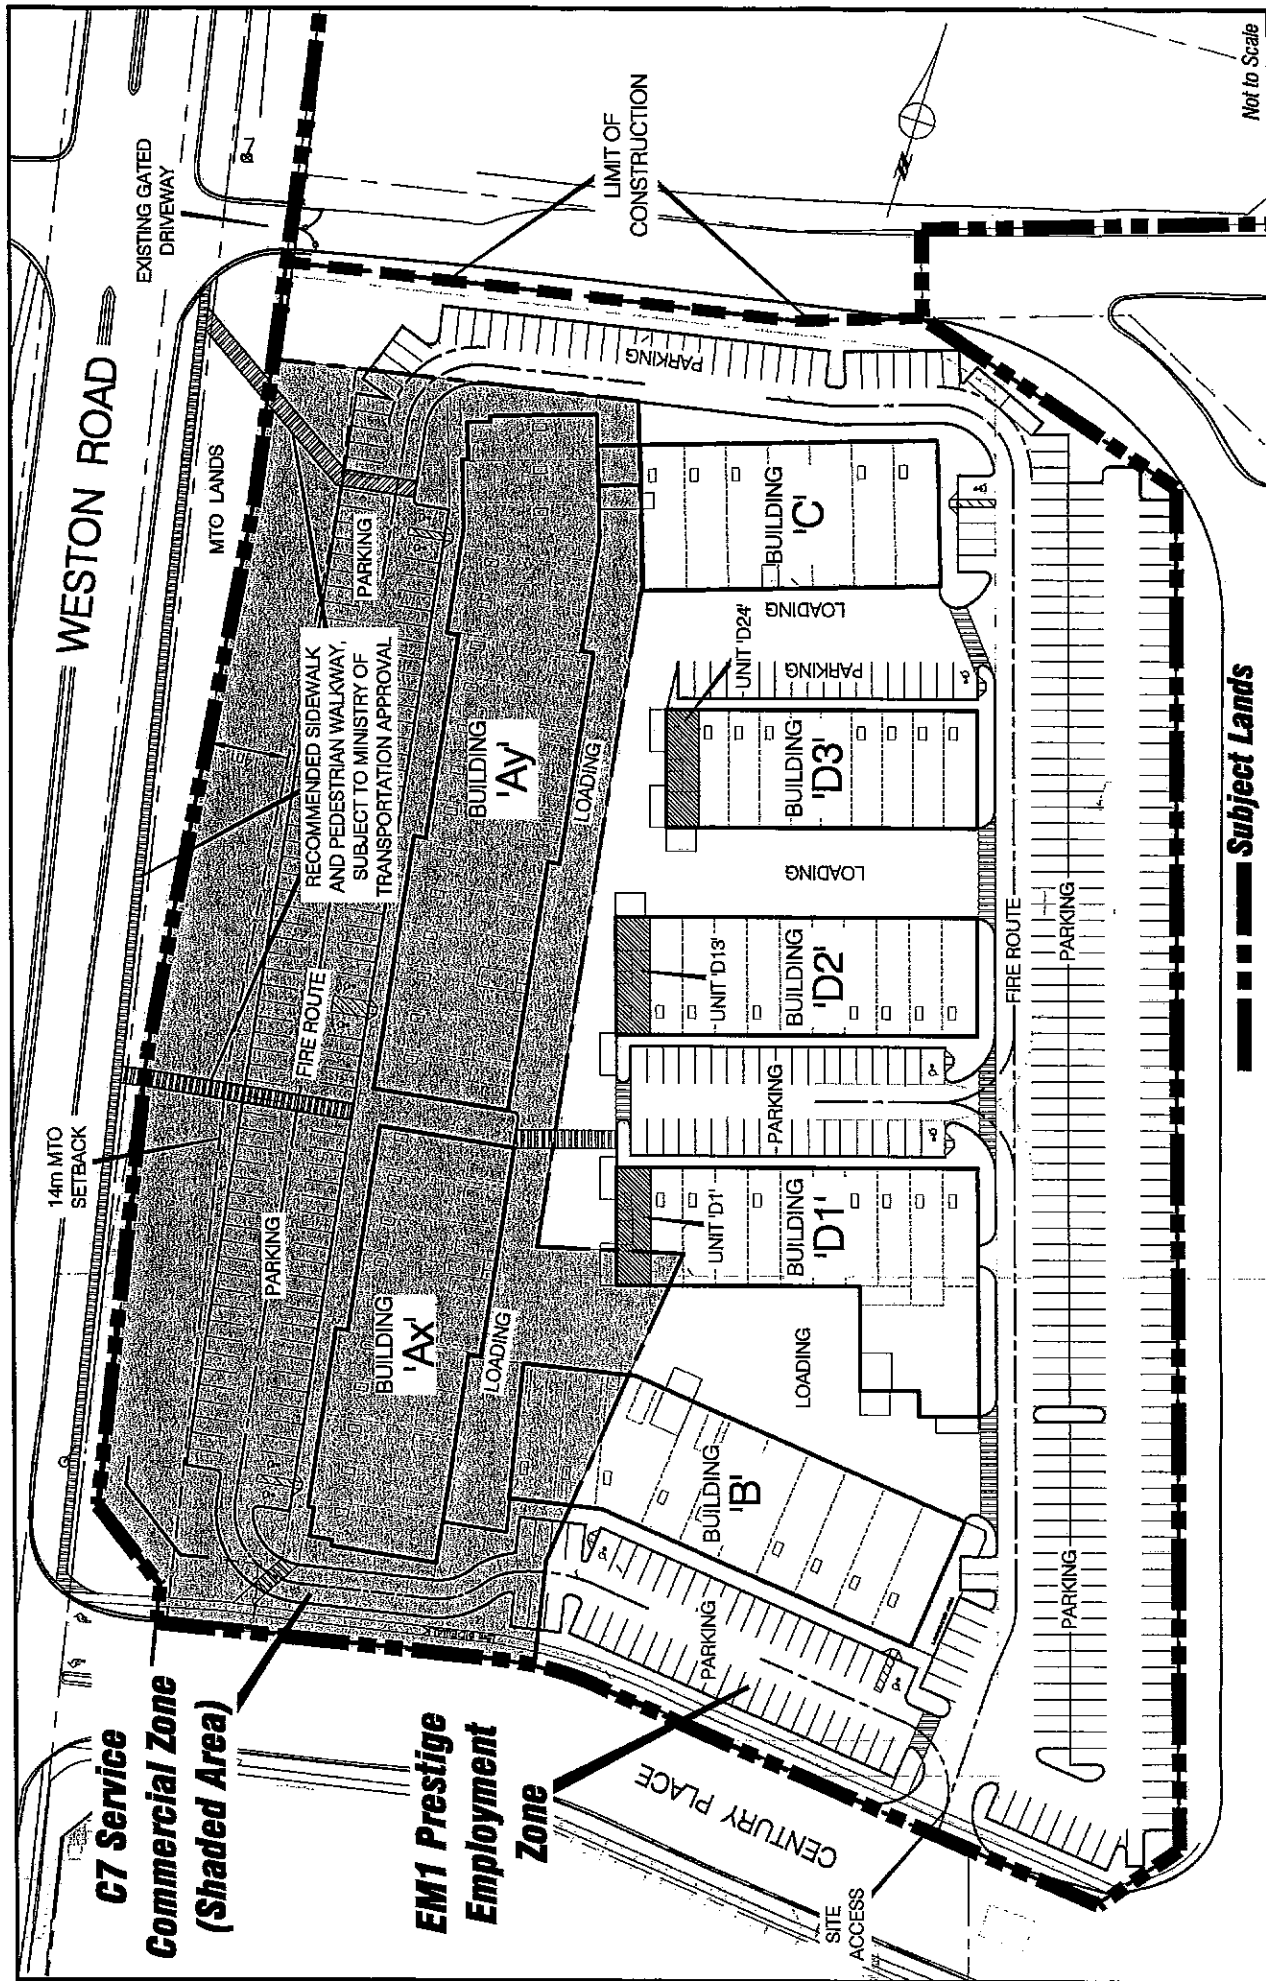 WESTON ROAD
EXISTING GATED
DRIVEWAY
7
MTO LANDS
14m MTO
SETBACK
LIMIT OF
CONSTRUCTION
N
Not to Scale
RECOMMENDED SIDEWALK
AND PEDESTRIAN WALKWAY,
SUBJECT TO MINISTRY OF
TRANSPORTATION APPROVAL
PARKING
FIRE ROUTE
PARKING
PARKING
BUILDING
'Ax'
BUILDING
'Ay'
LOADING
LOADING
C7 Service
Commercial Zone
(Shaded Area)
EM1 Prestige
Employment
Zone
BUILDING
'B'
PARKING
LOADING
UNIT 'D1'
BUILDING
'D1'
PARKING
UNIT 'D13'
BUILDING
'D2'
LOADING
BUILDING
'D3'
UNIT 'D24'
PARKING
LOADING
BUILDING
'C'
FIRE ROUTE
PARKING
PARKING
CENTURY PLACE
SITE
ACCESS
Subject Lands